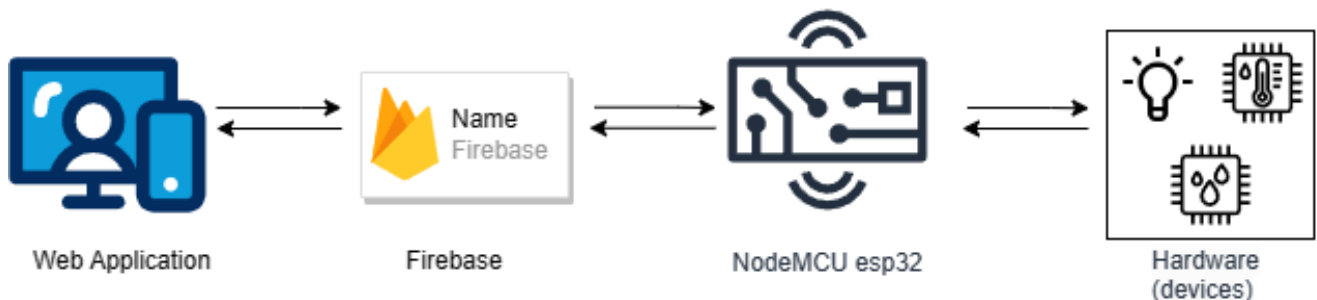 Name
Firebase
Web Application
Firebase
NodeMCU esp32
Hardware
(devices)